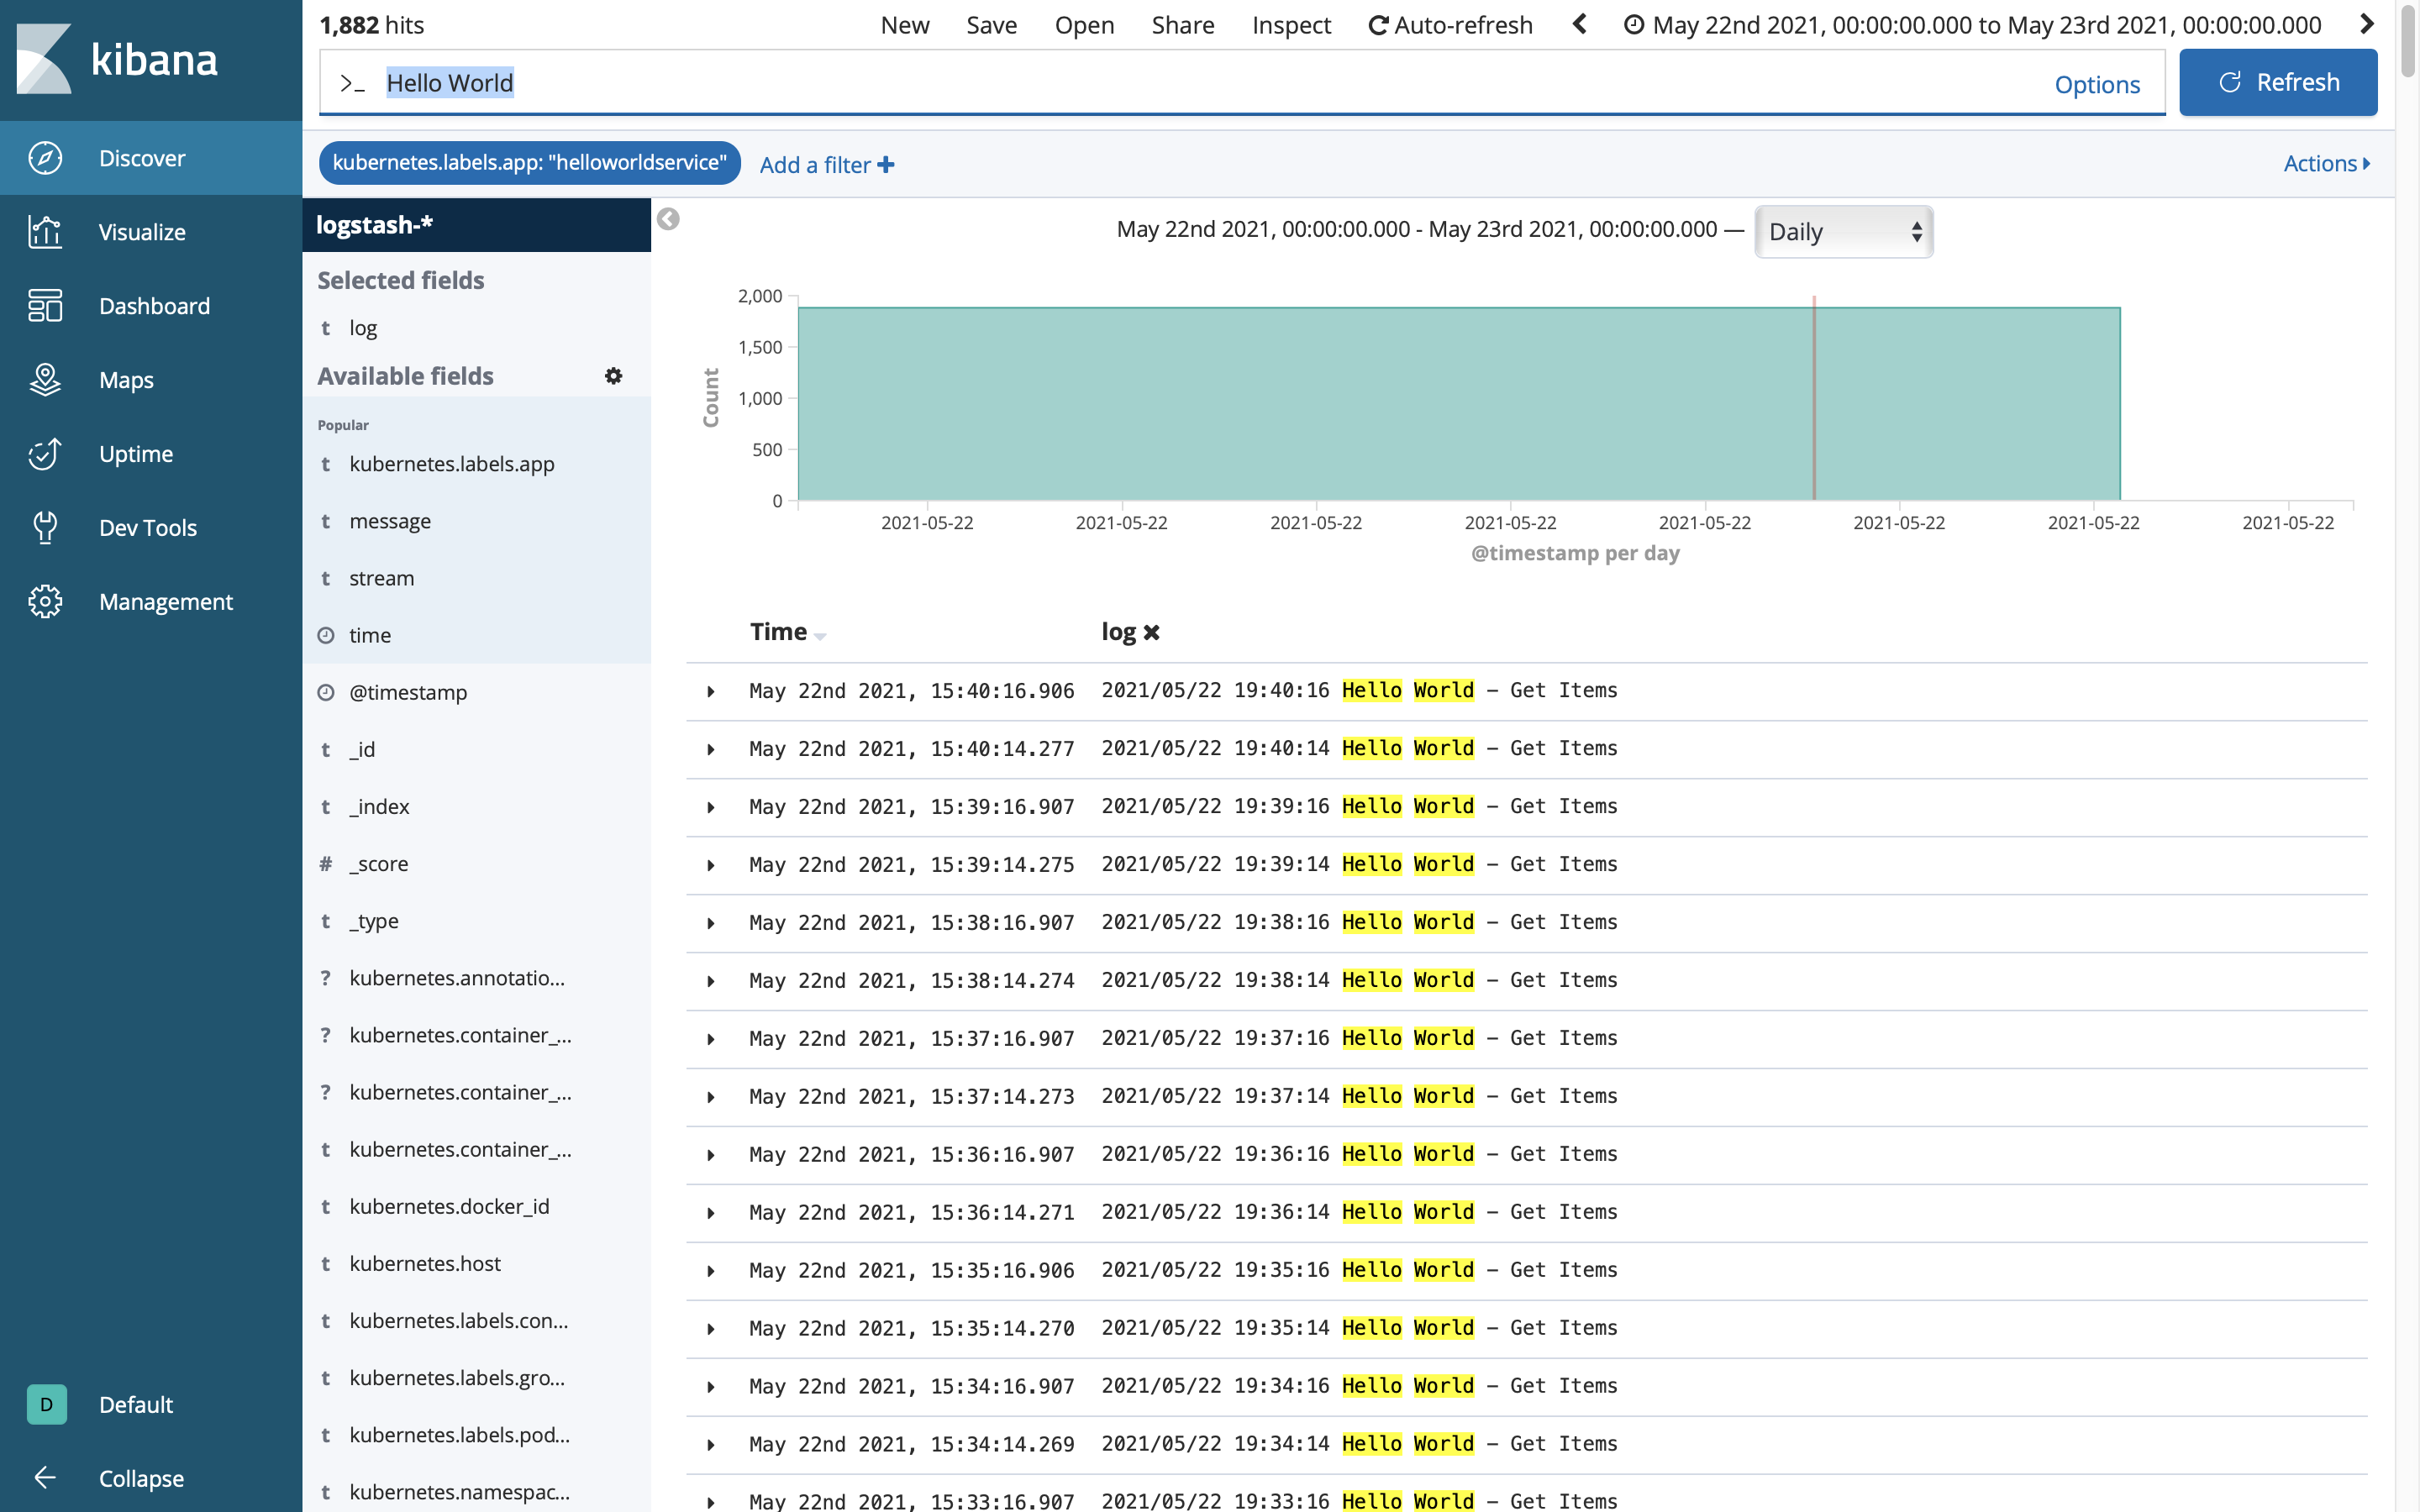 kibana
Discover
Visualize
Dashboard
Maps
Uptime
Dev Tools
Management
D Default
Collapse
1,882 hits
New Save Open Share Inspect Auto-refresh May 22nd 2021, 00:00:00.000 to May 23rd 2021, 00:00:00.000
>_ Hello World Options Refresh
kubernetes.labels.app: "helloworldservice" Add a filter + Actions
logstash-*
Selected fields
t log
Available fields
Popular
t kubernetes.labels.app
t message
t stream
time
@timestamp
t _id
t _index
# _score
t _type
? kubernetes.annotatio...
? kubernetes.container_...
? kubernetes.container_...
t kubernetes.container_...
t kubernetes.docker_id
t kubernetes.host
t kubernetes.labels.con...
t kubernetes.labels.gro...
t kubernetes.labels.pod...
t kubernetes.namespac...
May 22nd 2021, 00:00:00.000 - May 23rd 2021, 00:00:00.000 — Daily
2,000
1,500
1,000
500
0
Count
2021-05-22 2021-05-22 2021-05-22 2021-05-22 2021-05-22 2021-05-22 2021-05-22 2021-05-22
@timestamp per day
Time log
May 22nd 2021, 15:40:16.906 2021/05/22 19:40:16 Hello World – Get Items
May 22nd 2021, 15:40:14.277 2021/05/22 19:40:14 Hello World – Get Items
May 22nd 2021, 15:39:16.907 2021/05/22 19:39:16 Hello World – Get Items
May 22nd 2021, 15:39:14.275 2021/05/22 19:39:14 Hello World – Get Items
May 22nd 2021, 15:38:16.907 2021/05/22 19:38:16 Hello World – Get Items
May 22nd 2021, 15:38:14.274 2021/05/22 19:38:14 Hello World – Get Items
May 22nd 2021, 15:37:16.907 2021/05/22 19:37:16 Hello World – Get Items
May 22nd 2021, 15:37:14.273 2021/05/22 19:37:14 Hello World – Get Items
May 22nd 2021, 15:36:16.907 2021/05/22 19:36:16 Hello World – Get Items
May 22nd 2021, 15:36:14.271 2021/05/22 19:36:14 Hello World – Get Items
May 22nd 2021, 15:35:16.906 2021/05/22 19:35:16 Hello World – Get Items
May 22nd 2021, 15:35:14.270 2021/05/22 19:35:14 Hello World – Get Items
May 22nd 2021, 15:34:16.907 2021/05/22 19:34:16 Hello World – Get Items
May 22nd 2021, 15:34:14.269 2021/05/22 19:34:14 Hello World – Get Items
May 22nd 2021, 15:33:16.907 2021/05/22 19:33:16 Hello World – Get Items